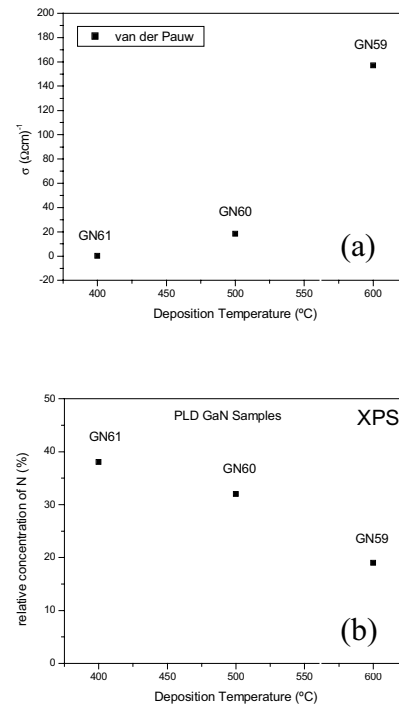 van der Pauw
GN59
GN60
GN61
(a)
σ (Ωcm)⁻¹
180
160
140
120
100
80
60
40
20
0
-20
400 450 500 550 600
Deposition Temperature (ºC)
PLD GaN Samples
XPS
GN61
GN60
GN59
(b)
relative concentration of N (%)
50
40
30
20
10
0
400 450 500 550 600
Deposition Temperature (ºC)